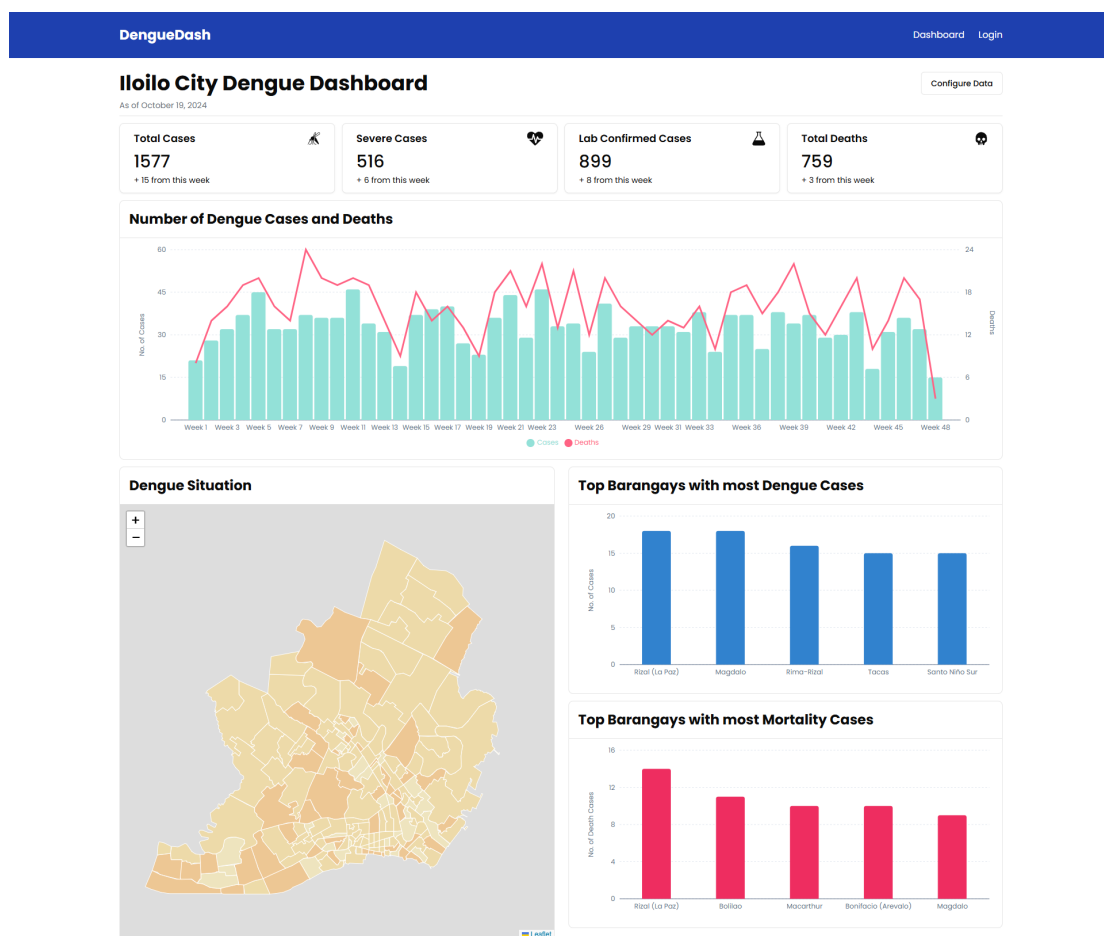 DengueDash
Dashboard Login
Iloilo City Dengue Dashboard
Configure Data
As of October 19, 2024
Total Cases
1577
+ 15 from this week
Severe Cases
516
+ 6 from this week
Lab Confirmed Cases
899
+ 8 from this week
Total Deaths
759
+ 3 from this week
Number of Dengue Cases and Deaths
60
45
30
15
0
No. of Cases
24
18
12
6
0
Deaths
Week 1 Week 3 Week 5 Week 7 Week 9 Week 11 Week 13 Week 15 Week 17 Week 19 Week 21 Week 23 Week 26 Week 29 Week 31 Week 33 Week 36 Week 39 Week 42 Week 45 Week 48
Cases Deaths
Dengue Situation
+
−
Leaflet
Top Barangays with most Dengue Cases
20
15
10
5
0
No. of Cases
Rizal (La Paz) Magdalo Rima-Rizal Tacas Santo Niño Sur
Top Barangays with most Mortality Cases
16
12
8
4
0
No. of Death Cases
Rizal (La Paz) Bolilao Macarthur Bonifacio (Arevalo) Magdalo